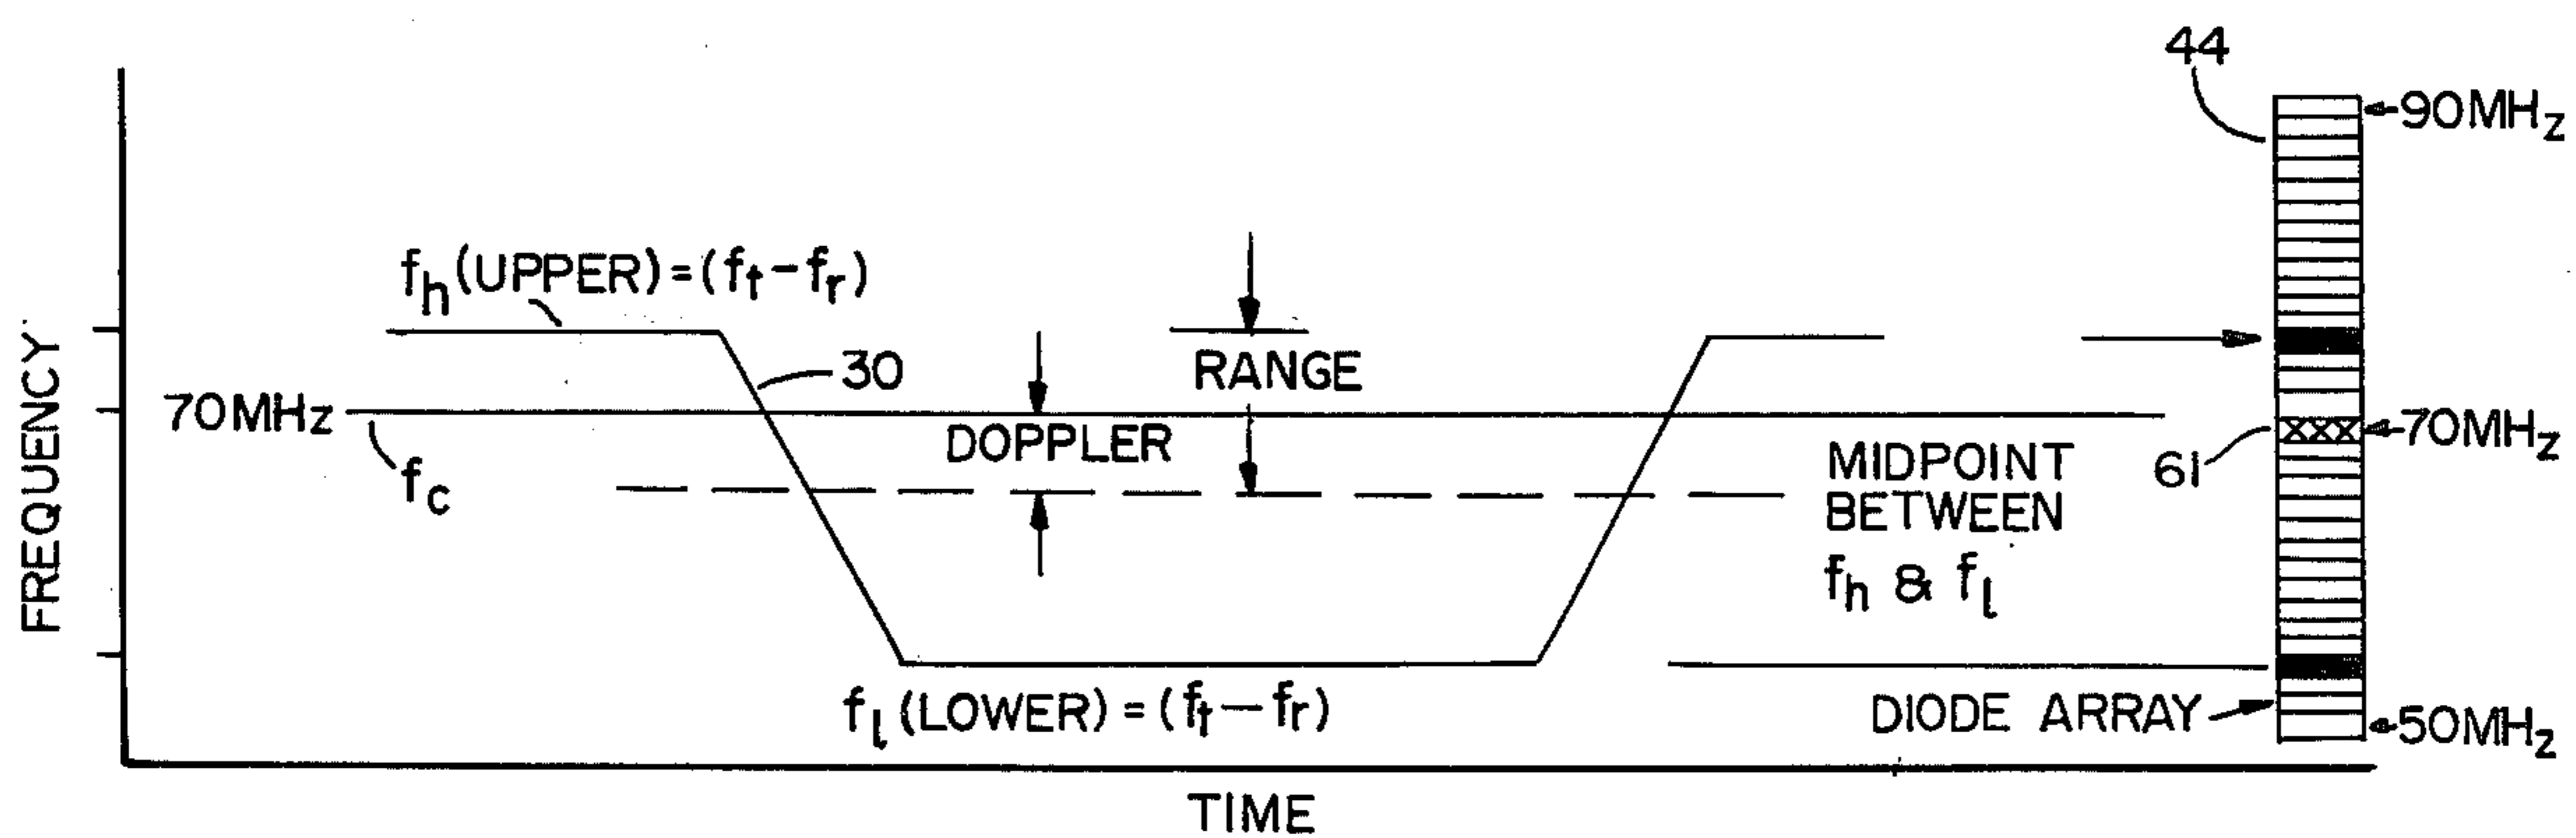 44
90MHz
fh(UPPER)=(ft-fr)
30
RANGE
70MHz
fc
DOPPLER
70MHz
61
MIDPOINT
BETWEEN
fh & fl
FREQUENCY
fl (LOWER) = (ft-fr)
DIODE ARRAY
50MHz
TIME